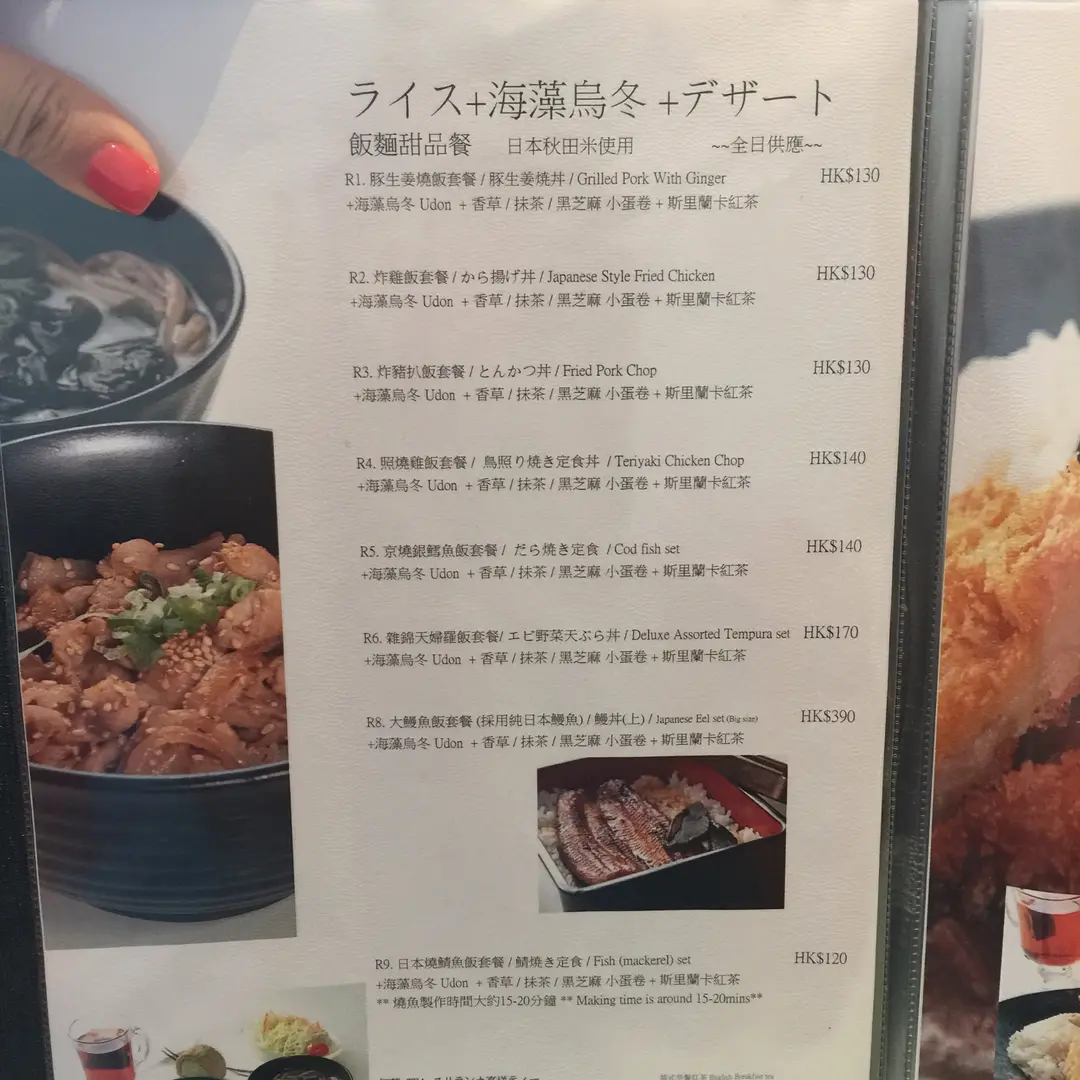 ライス+海藻烏冬 +デザート
飯麵甜品餐 日本秋田米使用 ~~全日供應~~
R1. 豚生姜燒飯套餐 / 豚生姜焼丼 / Grilled Pork With Ginger HK$130
+海藻烏冬 Udon + 香草 / 抹茶 / 黑芝麻 小蛋卷 + 斯里蘭卡紅茶
R2. 炸雞飯套餐 / から揚げ丼 / Japanese Style Fried Chicken HK$130
+海藻烏冬 Udon + 香草 / 抹茶 / 黑芝麻 小蛋卷 + 斯里蘭卡紅茶
R3. 炸豬扒飯套餐 / とんかつ丼 / Fried Pork Chop HK$130
+海藻烏冬 Udon + 香草 / 抹茶 / 黑芝麻 小蛋卷 + 斯里蘭卡紅茶
R4. 照燒雞飯套餐 / 鳥照り焼き定食丼 / Teriyaki Chicken Chop HK$140
+海藻烏冬 Udon + 香草 / 抹茶 / 黑芝麻 小蛋卷 + 斯里蘭卡紅茶
R5. 京燒銀鱈魚飯套餐 / だら焼き定食 / Cod fish set HK$140
+海藻烏冬 Udon + 香草 / 抹茶 / 黑芝麻 小蛋卷 + 斯里蘭卡紅茶
R6. 雜錦天婦羅飯套餐/ エビ野菜天ぷら丼 / Deluxe Assorted Tempura set HK$170
+海藻烏冬 Udon + 香草 / 抹茶 / 黑芝麻 小蛋卷 + 斯里蘭卡紅茶
R8. 大鰻魚飯套餐 (採用純日本鰻魚) / 鰻丼(上) / Japanese Eel set (Big size) HK$390
+海藻烏冬 Udon + 香草 / 抹茶 / 黑芝麻 小蛋卷 + 斯里蘭卡紅茶
R9. 日本燒鯖魚飯套餐 / 鯖焼き定食 / Fish (mackerel) set HK$120
+海藻烏冬 Udon + 香草 / 抹茶 / 黑芝麻 小蛋卷 + 斯里蘭卡紅茶
** 燒魚製作時間大約15-20分鐘 ** Making time is around 15-20mins**
English Breakfast tea